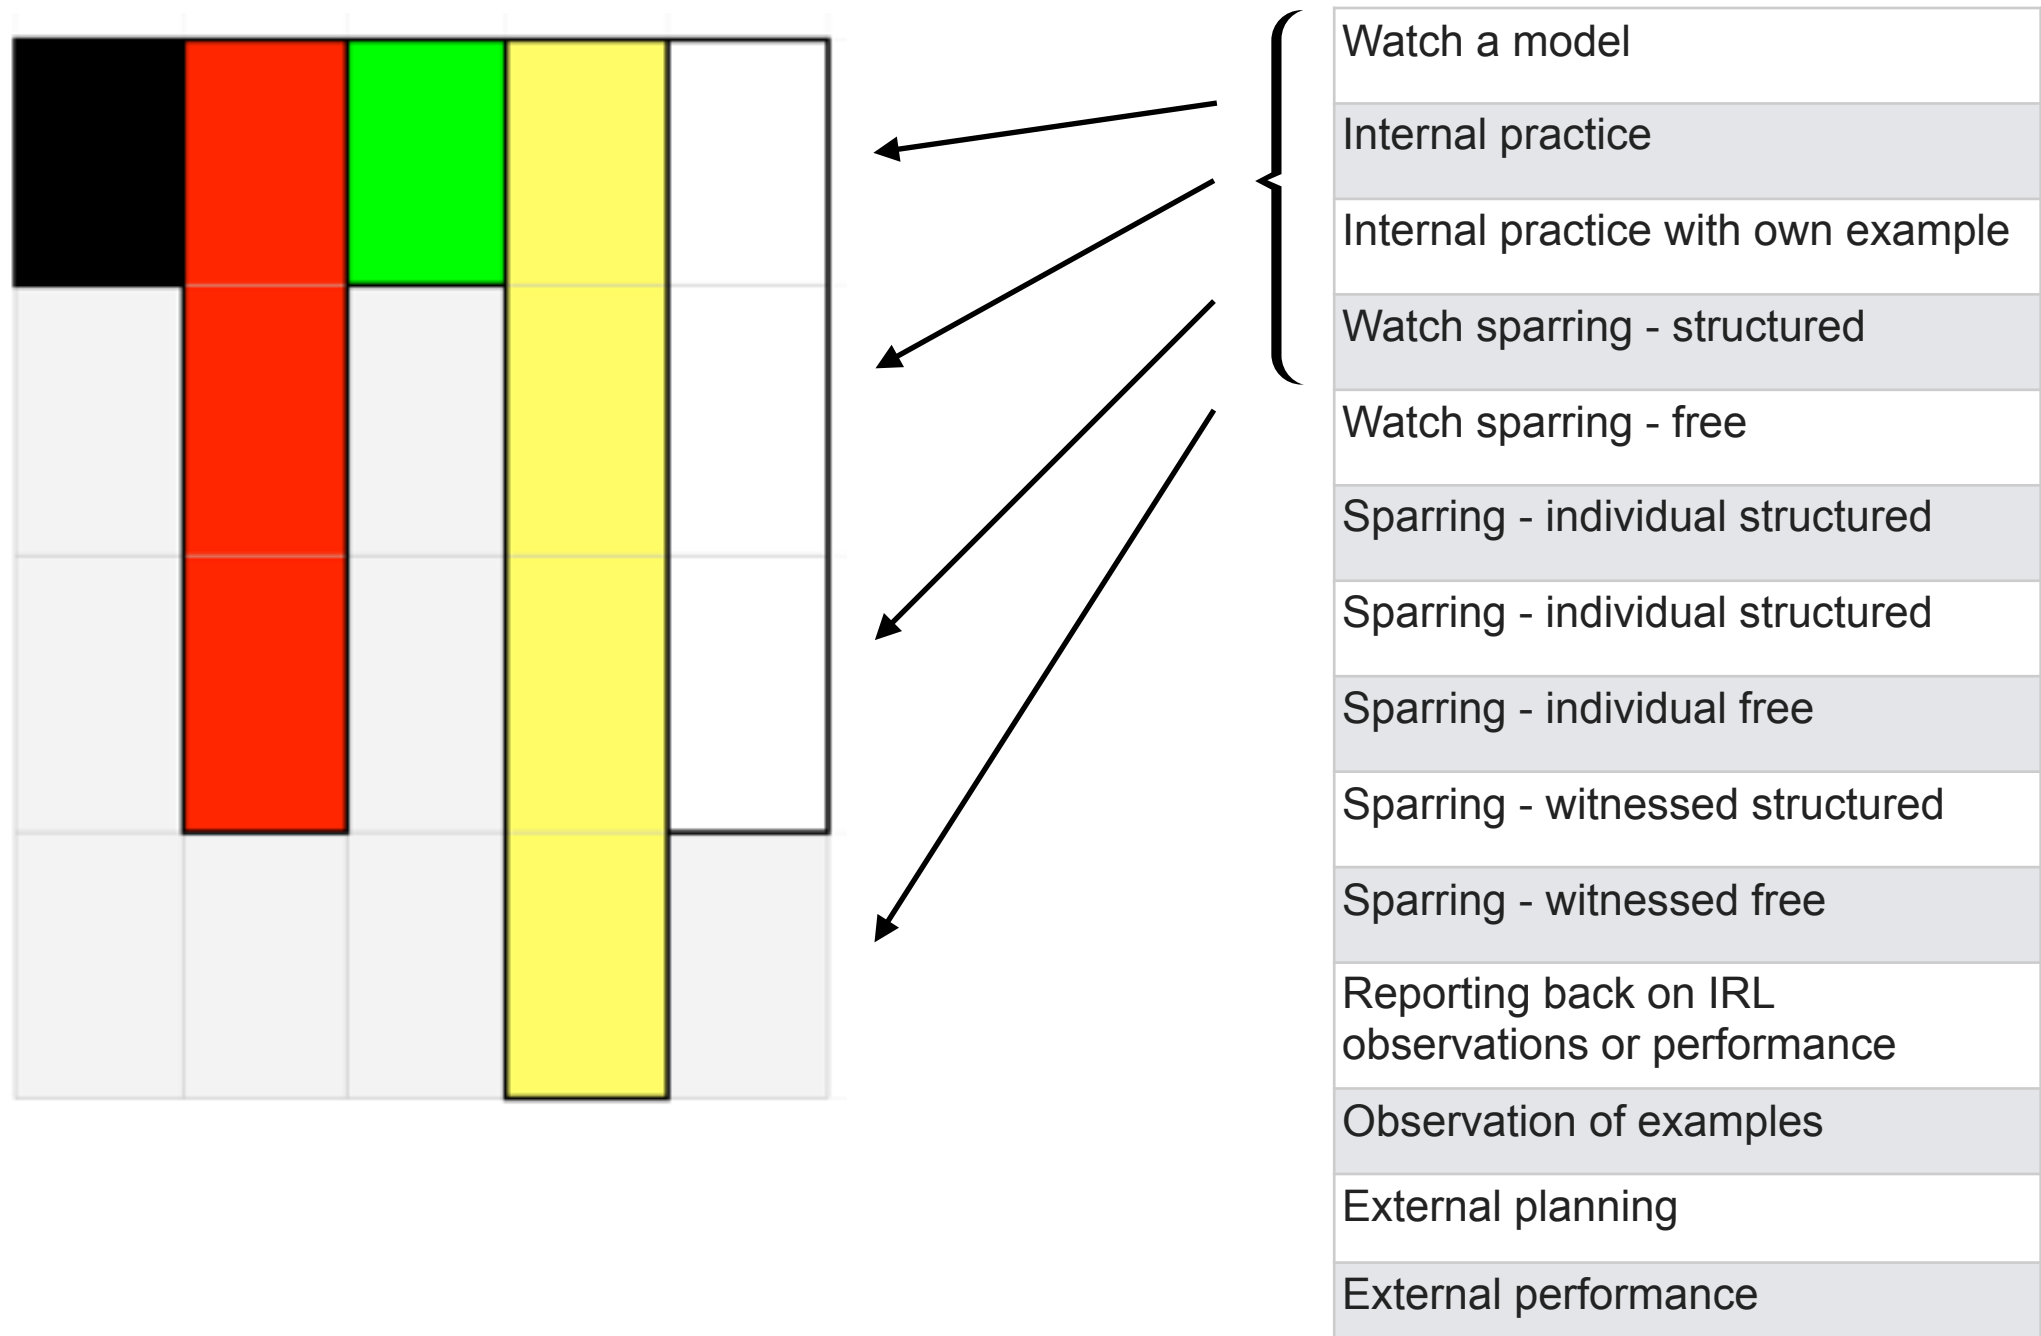 Watch a model
Internal practice
Internal practice with own example
Watch sparring - structured
Watch sparring - free
Sparring - individual structured
Sparring - individual structured
Sparring - individual free
Sparring - witnessed structured
Sparring - witnessed free
Reporting back on IRL
observations or performance
Observation of examples
External planning
External performance